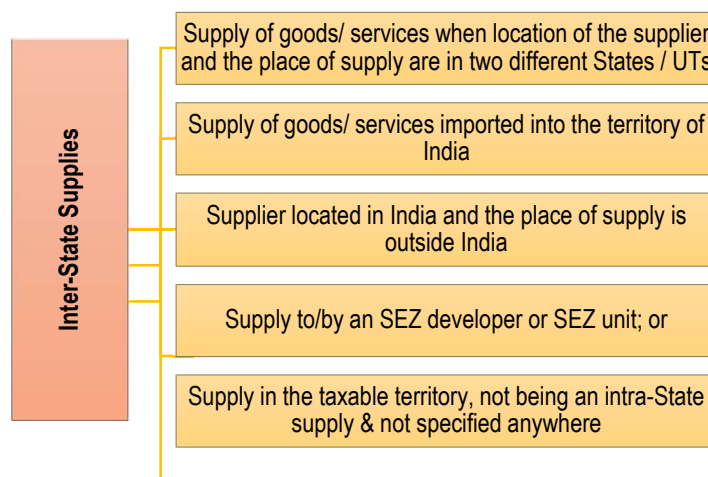 Inter-State Supplies
Supply of goods/ services when location of the supplier
and the place of supply are in two different States / UTs
Supply of goods/ services imported into the territory of
India
Supplier located in India and the place of supply is
outside India
Supply to/by an SEZ developer or SEZ unit; or
Supply in the taxable territory, not being an intra-State
supply & not specified anywhere